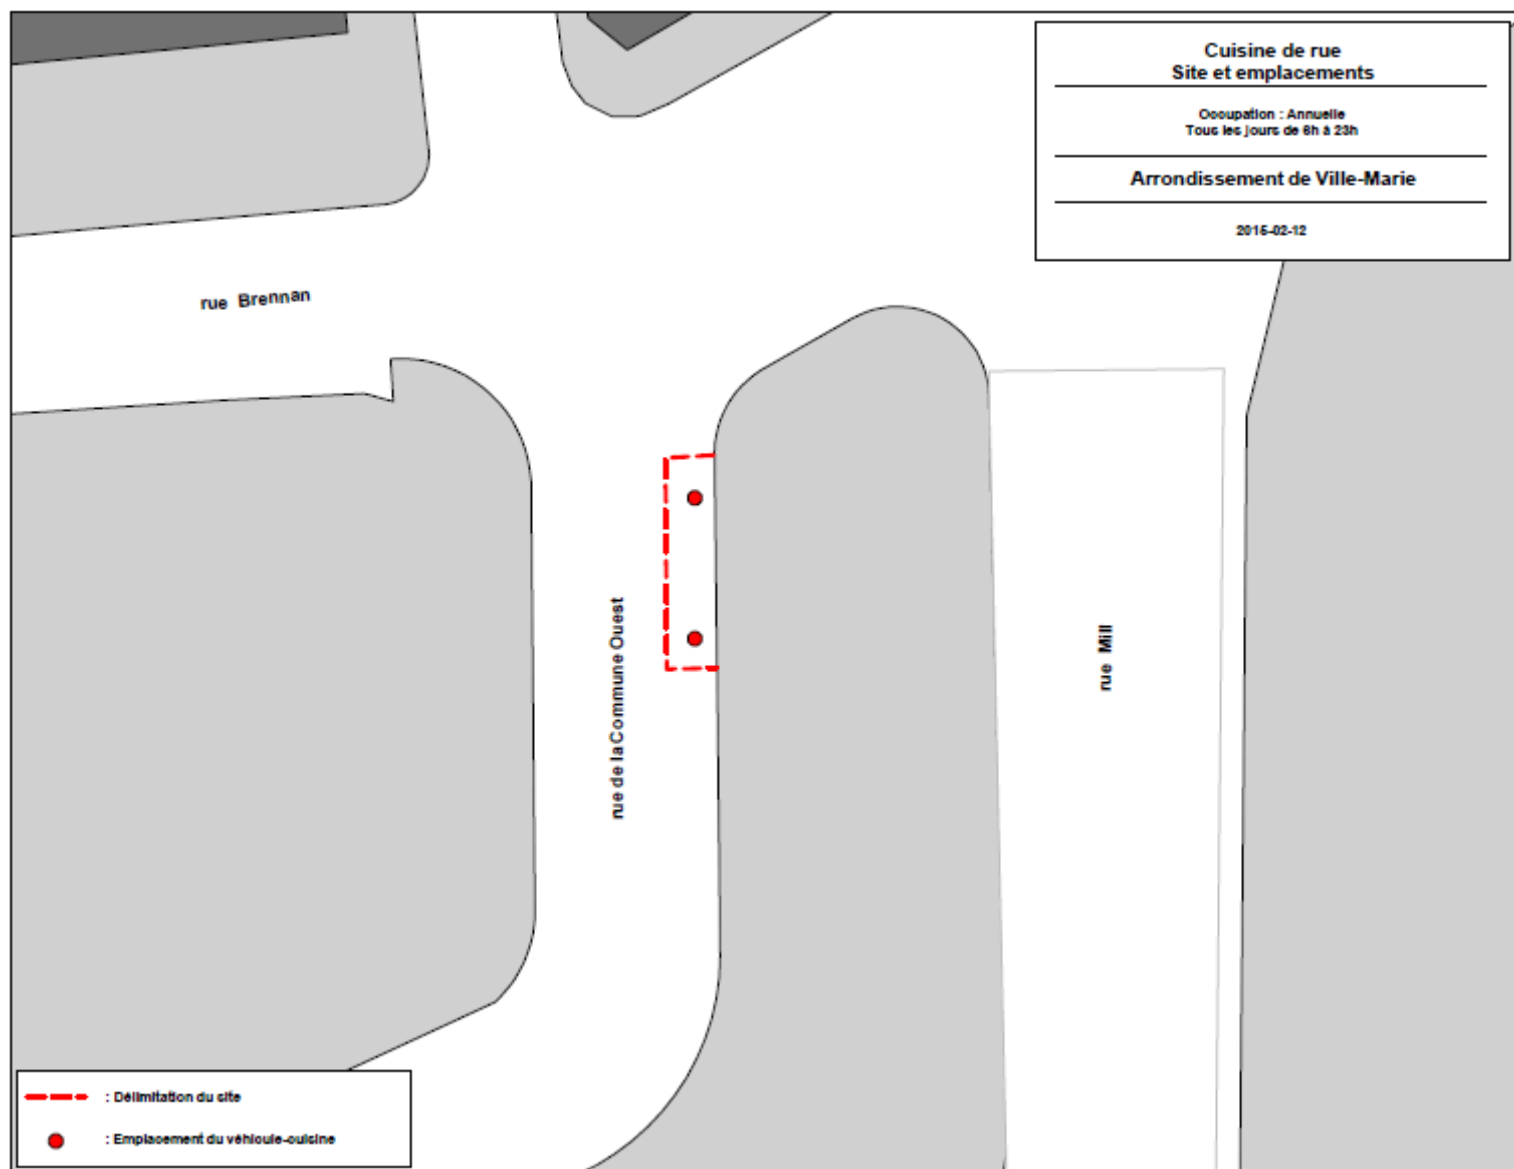 Cuisine de rue
Site et emplacements
Occupation : Annuelle
Tous les jours de 6h à 23h
Arrondissement de Ville-Marie
2015-02-12
rue Brennan
rue de la Commune Ouest
rue Mill
: Délimitation du site
: Emplacement du véhicule-cuisine